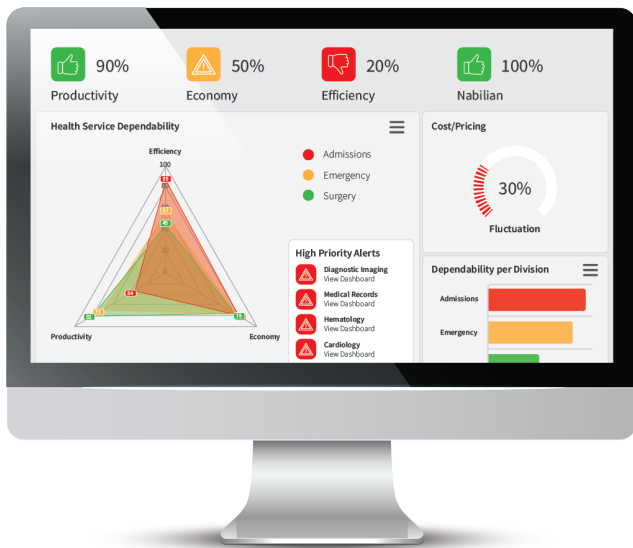 90%
50%
20%
100%
Productivity
Economy
Efficiency
Nabilian
Health Service Dependability
Efficiency
100
80
20
34
78
Productivity
Economy
Admissions
Emergency
Surgery
High Priority Alerts
Diagnostic Imaging
View Dashboard
Medical Records
View Dashboard
Hematology
View Dashboard
Cardiology
View Dashboard
Cost/Pricing
30%
Fluctuation
Dependability per Division
Admissions
Emergency